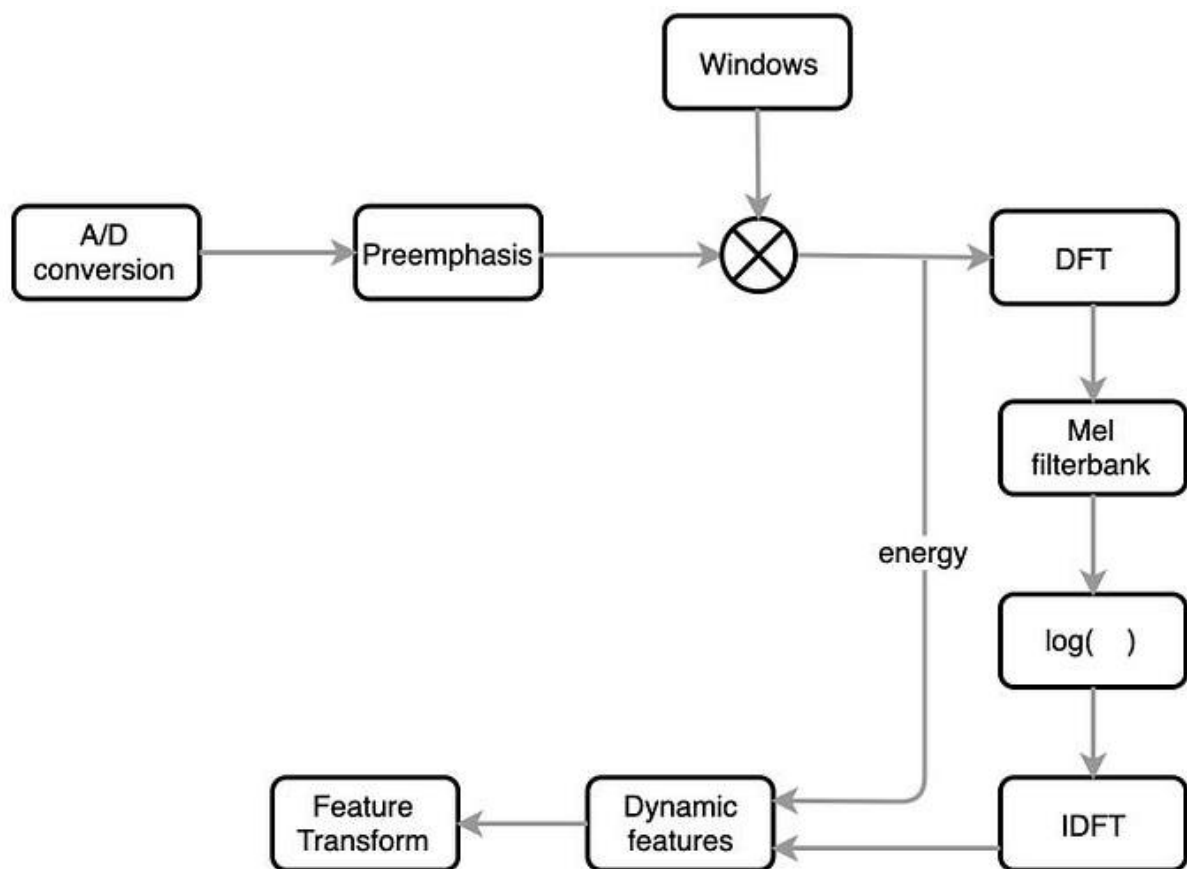 Windows
A/D
conversion
Preemphasis
DFT
Mel
filterbank
energy
log( )
Feature
Transform
Dynamic
features
IDFT